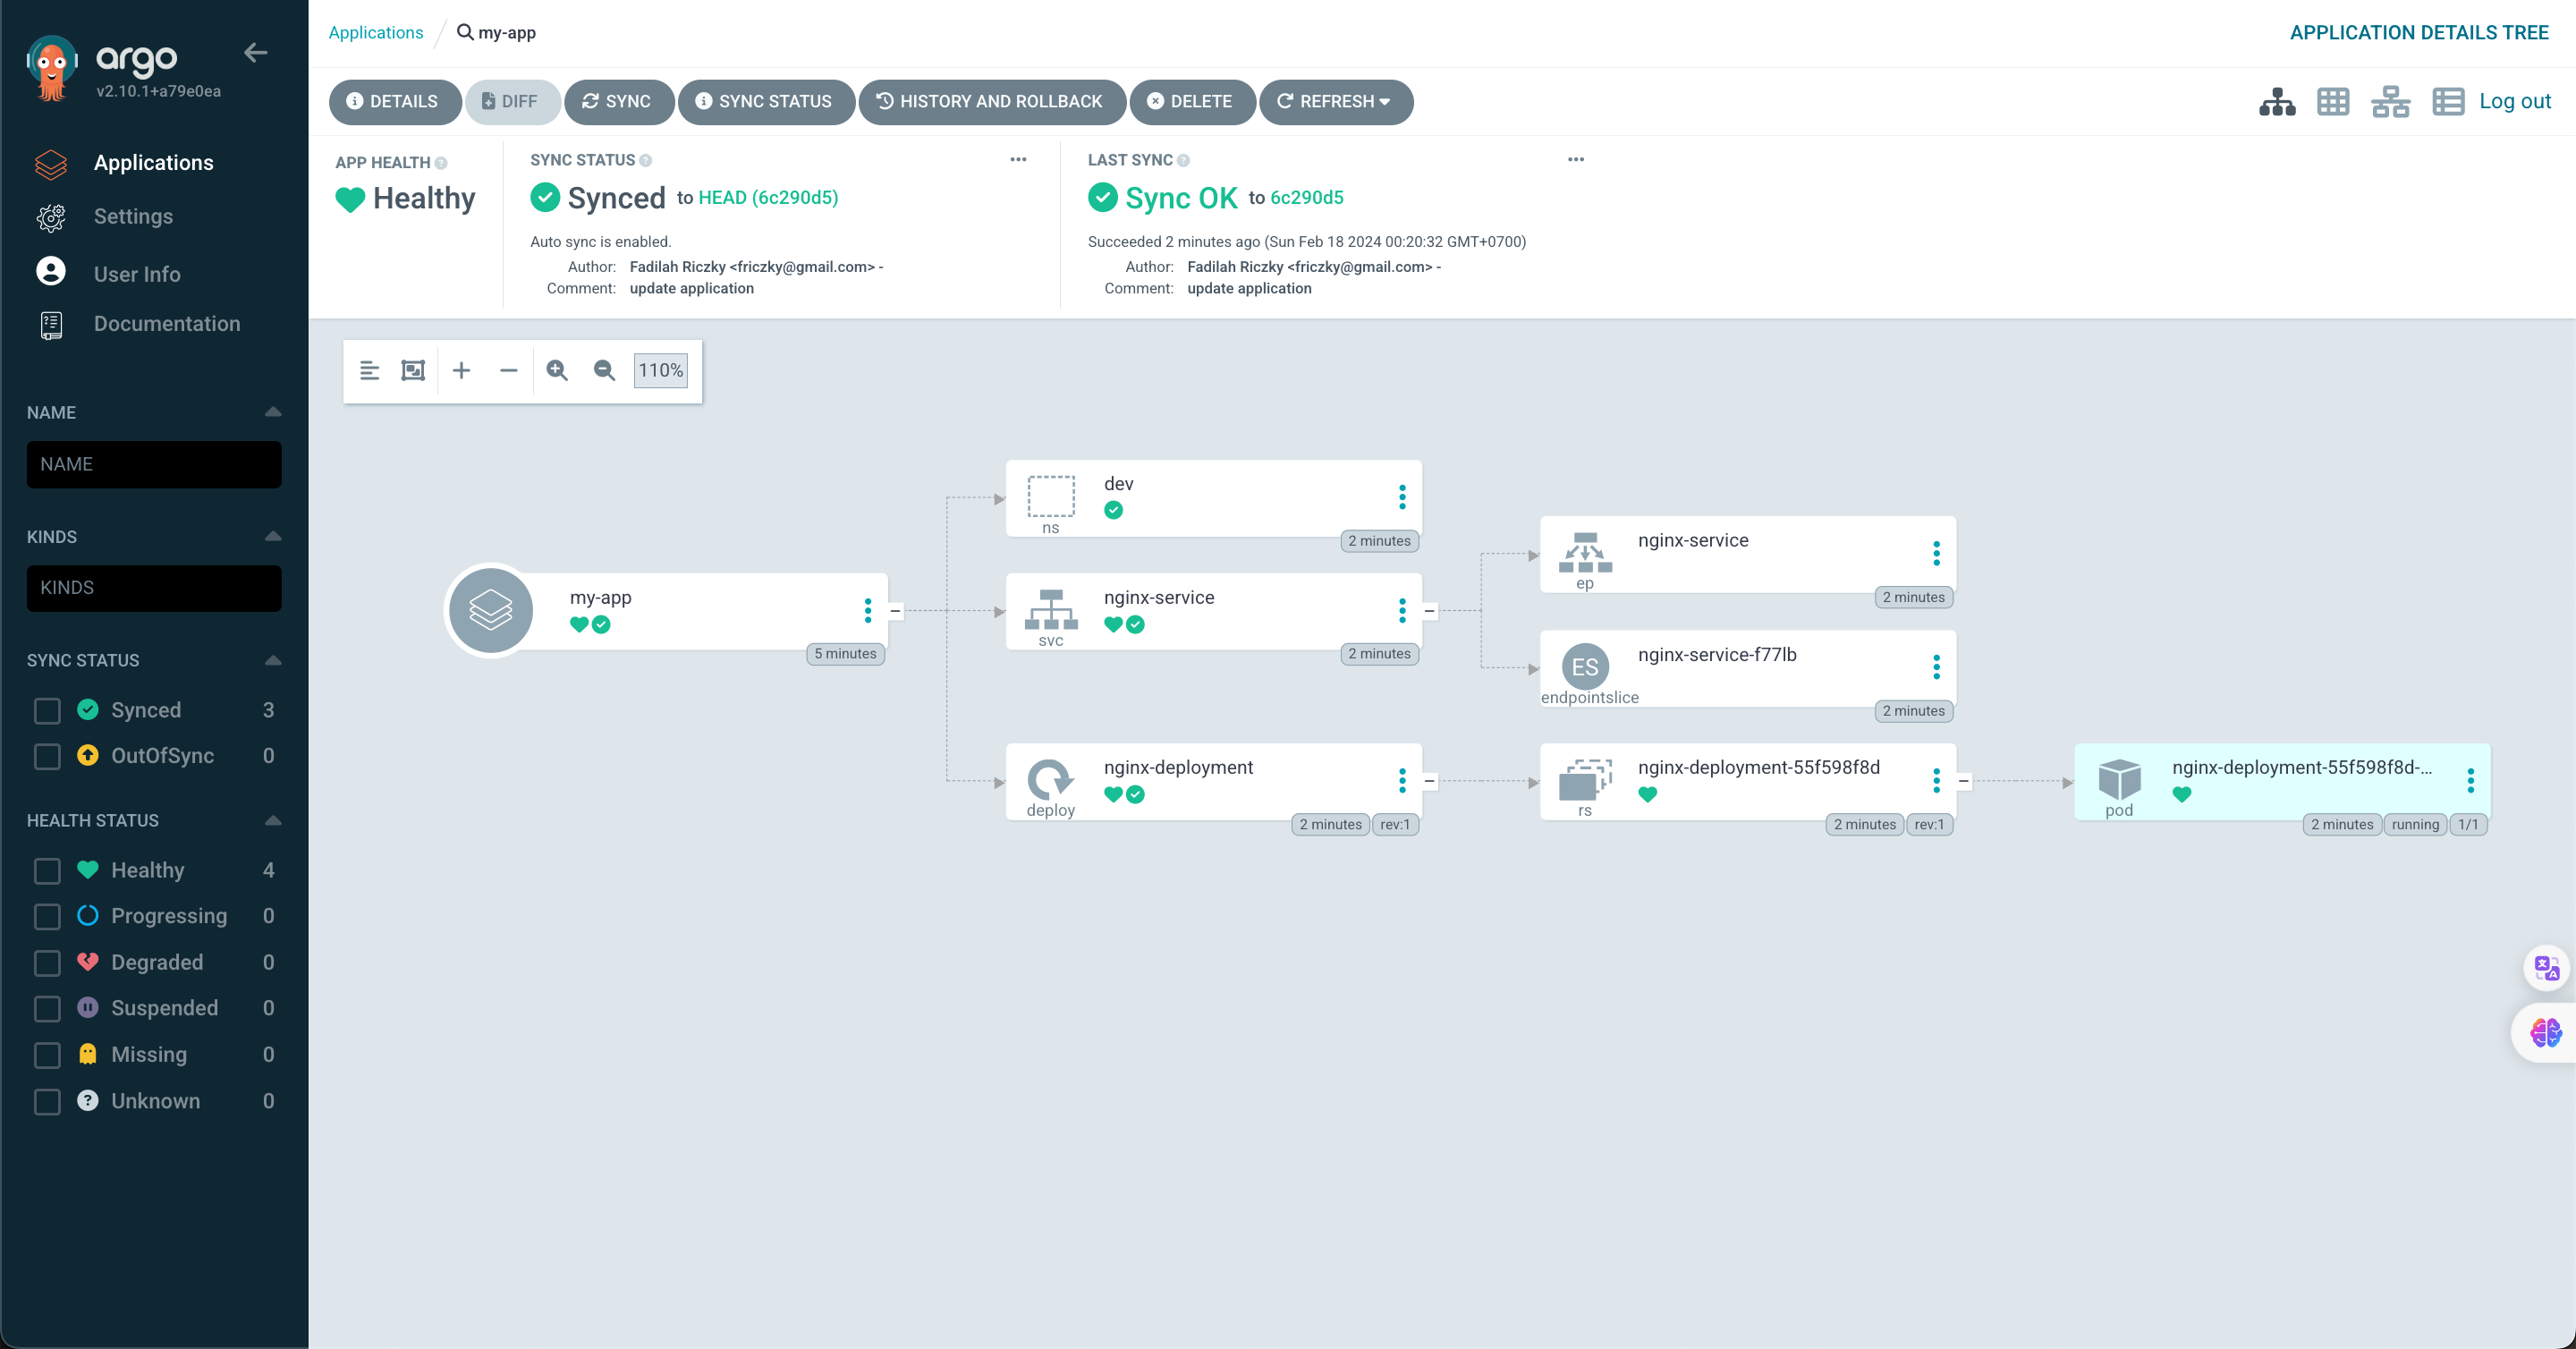 argo
v2.10.1+a79e0ea
Applications
Settings
User Info
Documentation
NAME
NAME
KINDS
KINDS
SYNC STATUS
Synced 3
OutOfSync 0
HEALTH STATUS
Healthy 4
Progressing 0
Degraded 0
Suspended 0
Missing 0
Unknown 0
Applications / my-app
APPLICATION DETAILS TREE
DETAILS DIFF SYNC SYNC STATUS HISTORY AND ROLLBACK DELETE REFRESH
Log out
APP HEALTH
Healthy
SYNC STATUS
Synced to HEAD (6c290d5)
Auto sync is enabled.
Author: Fadilah Riczky <friczky@gmail.com> -
Comment: update application
LAST SYNC
Sync OK to 6c290d5
Succeeded 2 minutes ago (Sun Feb 18 2024 00:20:32 GMT+0700)
Author: Fadilah Riczky <friczky@gmail.com> -
Comment: update application
110%
my-app
5 minutes
dev
ns
2 minutes
nginx-service
svc
2 minutes
nginx-deployment
deploy
2 minutes rev:1
nginx-service
ep
2 minutes
ES
nginx-service-f77lb
endpointslice
2 minutes
nginx-deployment-55f598f8d
rs
2 minutes rev:1
nginx-deployment-55f598f8d-...
pod
2 minutes running 1/1